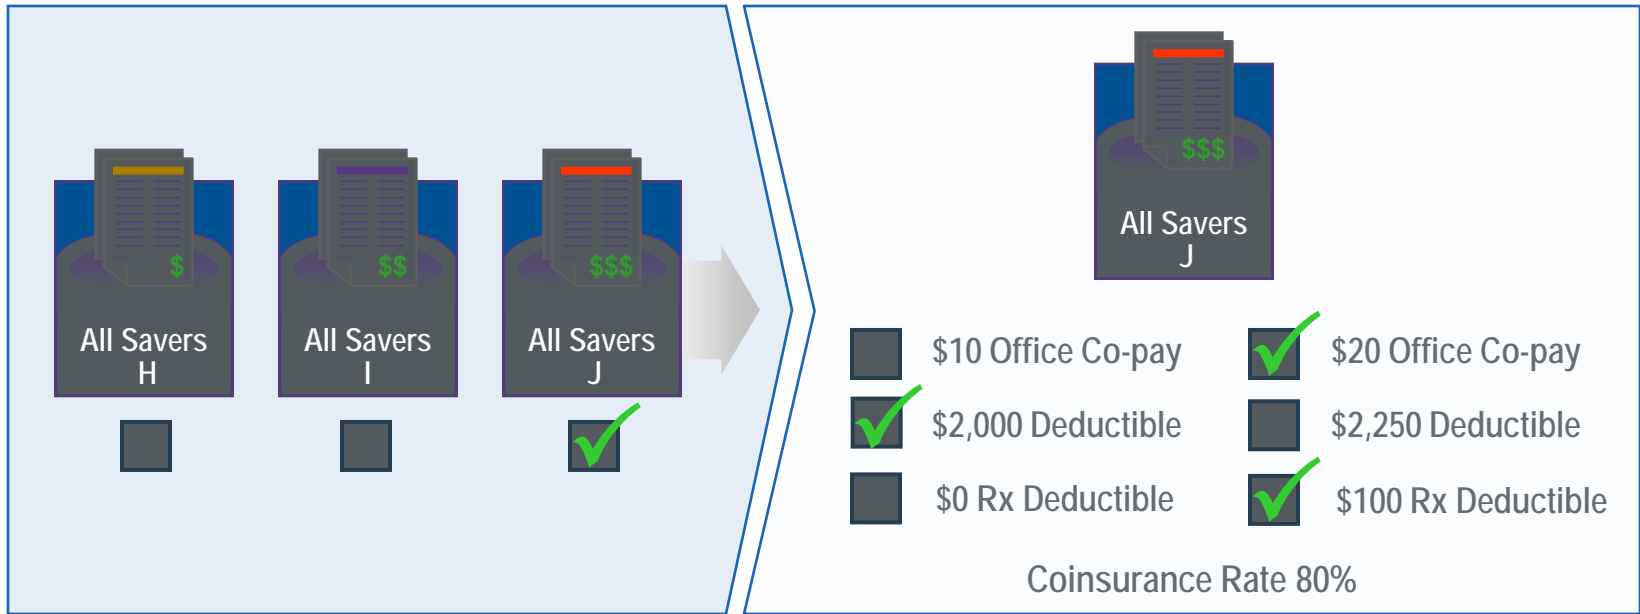 $
All Savers
H
$$
All Savers
I
$$$
All Savers
J
$$$
All Savers
J
$10 Office Co-pay
$20 Office Co-pay
$2,000 Deductible
$2,250 Deductible
$0 Rx Deductible
$100 Rx Deductible
Coinsurance Rate 80%